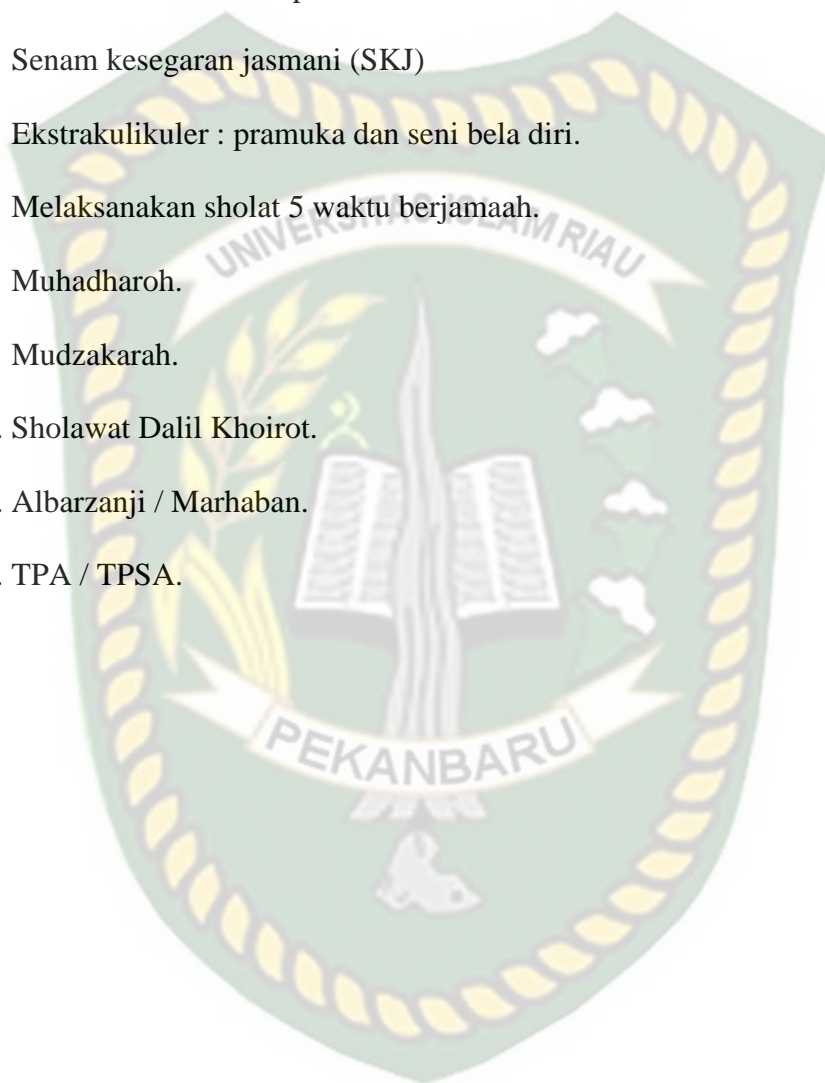 Senam kesegaran jasmani (SKJ)
Ekstrakulikuler : pramuka dan seni bela diri.
Melaksanakan sholat 5 waktu berjamaah.
UNIVERSITAS ISLAM RIAU
Muhadharoh.
Mudzakarah.
. Sholawat Dalil Khoirot.
. Albarzanji / Marhaban.
. TPA / TPSA.
PEKANBARU